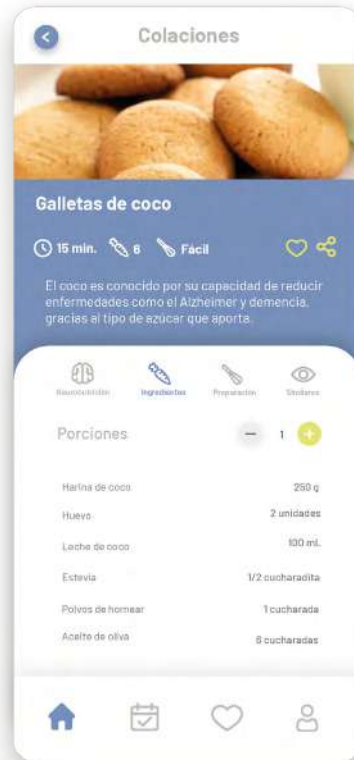 Colaciones
Galletas de coco
15 min. 6 Fácil
El coco es conocido por su capacidad de reducir
enfermedades como el Alzheimer y demencia,
gracias al tipo de azúcar que aporta.
Neuronutrición Ingredientes Preparación Similares
Porciones - 1 +
Harina de coco 250 g
Huevo 2 unidades
Leche de coco 100 ml.
Estevia 1/2 cucharadita
Polvos de hornear 1 cucharada
Aceite de oliva 6 cucharadas